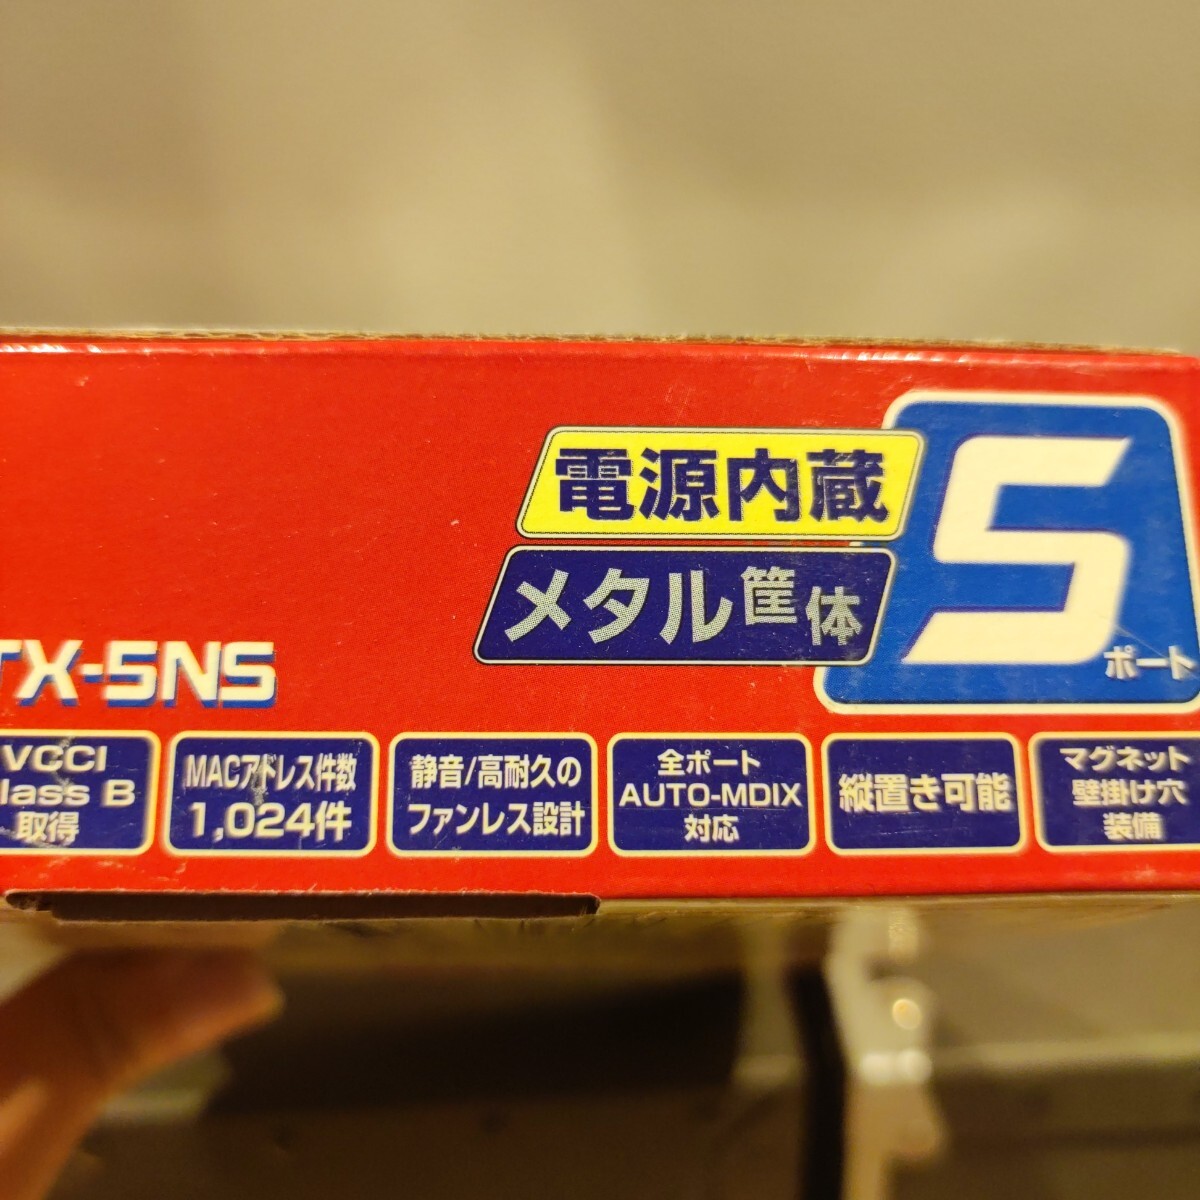 電源内蔵
メタル筐体
5
ポート
TX-5NS
VCCI
lass B
取得
MACアドレス件数
1,024件
静音/高耐久の
ファンレス設計
全ポート
AUTO-MDIX
対応
縦置き可能
マグネット
壁掛け穴
装備